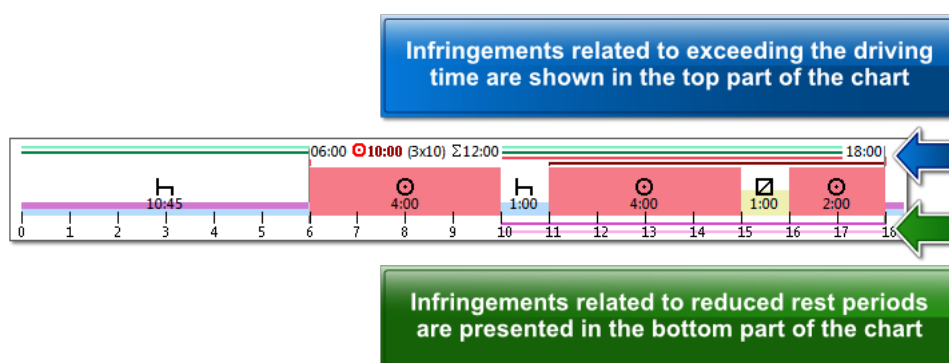 Infringements related to exceeding the driving
time are shown in the top part of the chart
06:00 10:00 (3x10) Σ12:00 18:00
10:45 4:00 1:00 4:00 1:00 2:00
0 1 2 3 4 5 6 7 8 9 10 11 12 13 14 15 16 17 18
Infringements related to reduced rest periods
are presented in the bottom part of the chart